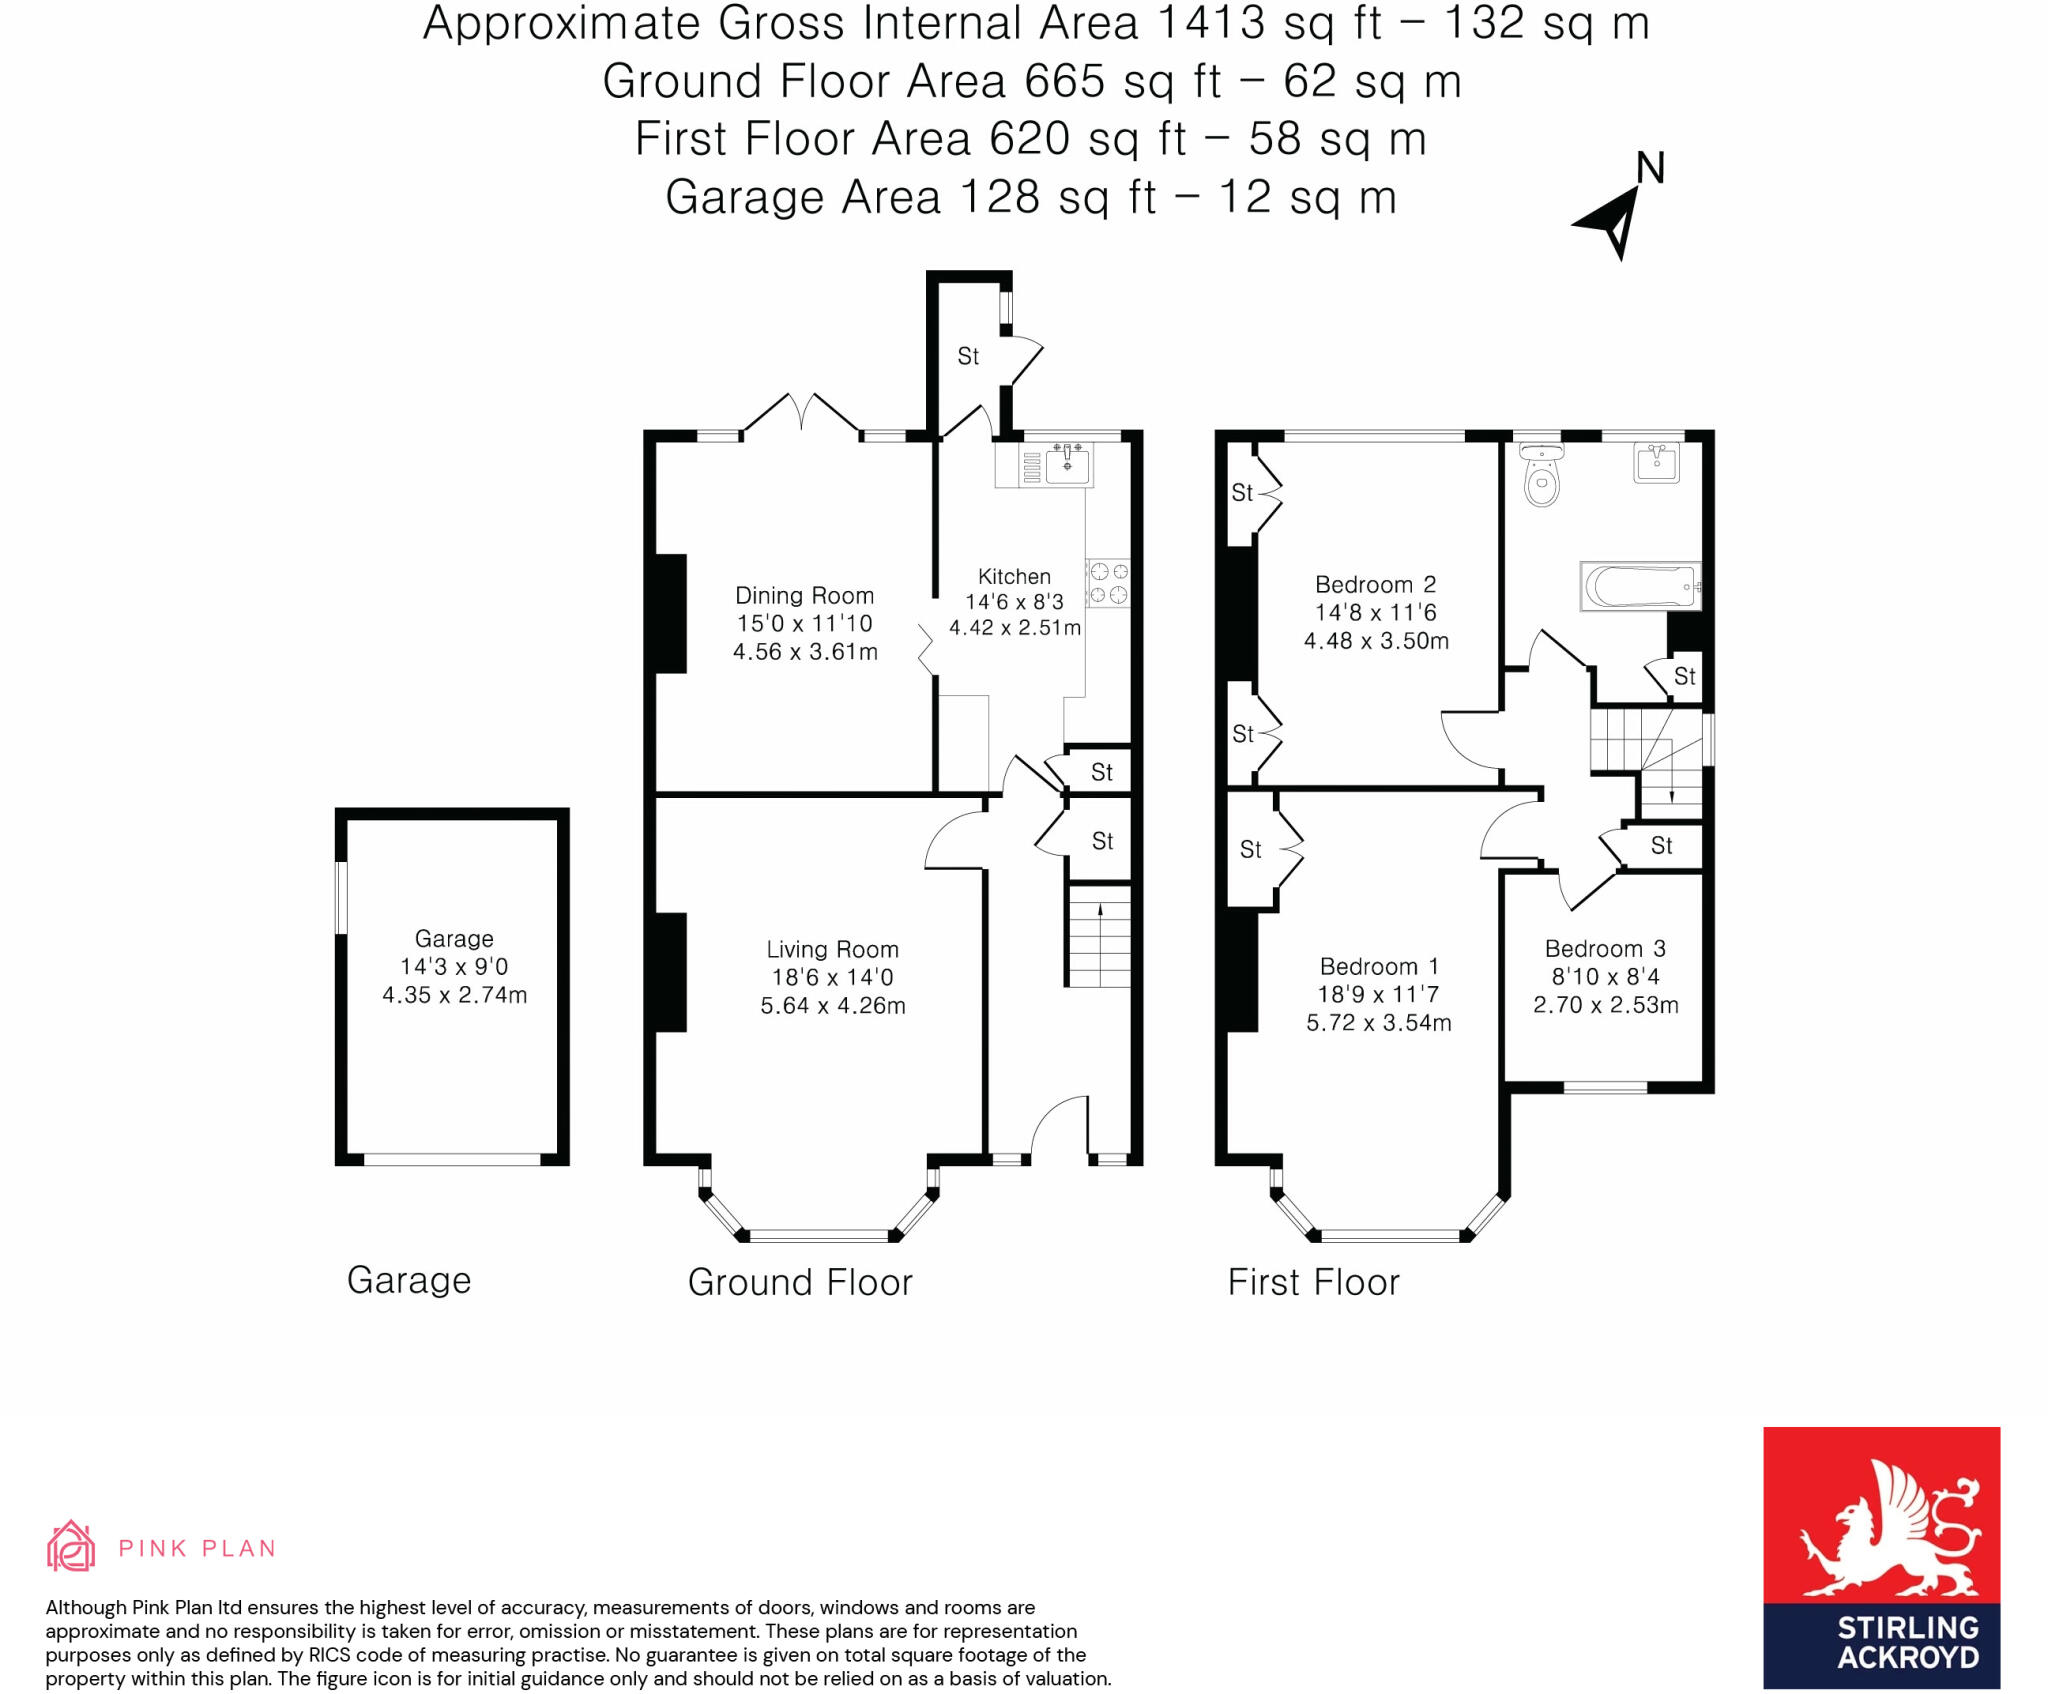 Approximate Gross Internal Area 1413 sq ft – 132 sq m
Ground Floor Area 665 sq ft – 62 sq m
First Floor Area 620 sq ft – 58 sq m
Garage Area 128 sq ft – 12 sq m
N
St
Dining Room
15'0 x 11'10
4.56 x 3.61m
Kitchen
14'6 x 8'3
4.42 x 2.51m
St
St
Living Room
18'6 x 14'0
5.64 x 4.26m
Garage
14'3 x 9'0
4.35 x 2.74m
St
Bedroom 2
14'8 x 11'6
4.48 x 3.50m
St
St
St
St
Bedroom 1
18'9 x 11'7
5.72 x 3.54m
Bedroom 3
8'10 x 8'4
2.70 x 2.53m
Garage
Ground Floor
First Floor
PINK PLAN
Although Pink Plan ltd ensures the highest level of accuracy, measurements of doors, windows and rooms are
approximate and no responsibility is taken for error, omission or misstatement. These plans are for representation
purposes only as defined by RICS code of measuring practise. No guarantee is given on total square footage of the
property within this plan. The figure icon is for initial guidance only and should not be relied on as a basis of valuation.
STIRLING
ACKROYD